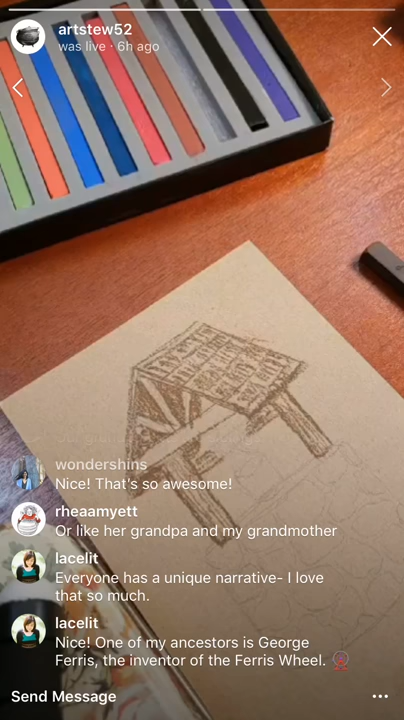 artstew52
was live · 6h ago
wondershins
Nice! That's so awesome!
rheaamyett
Or like her grandpa and my grandmother
lacelit
Everyone has a unique narrative- I love
that so much.
lacelit
Nice! One of my ancestors is George
Ferris, the inventor of the Ferris Wheel. 🎡
Send Message